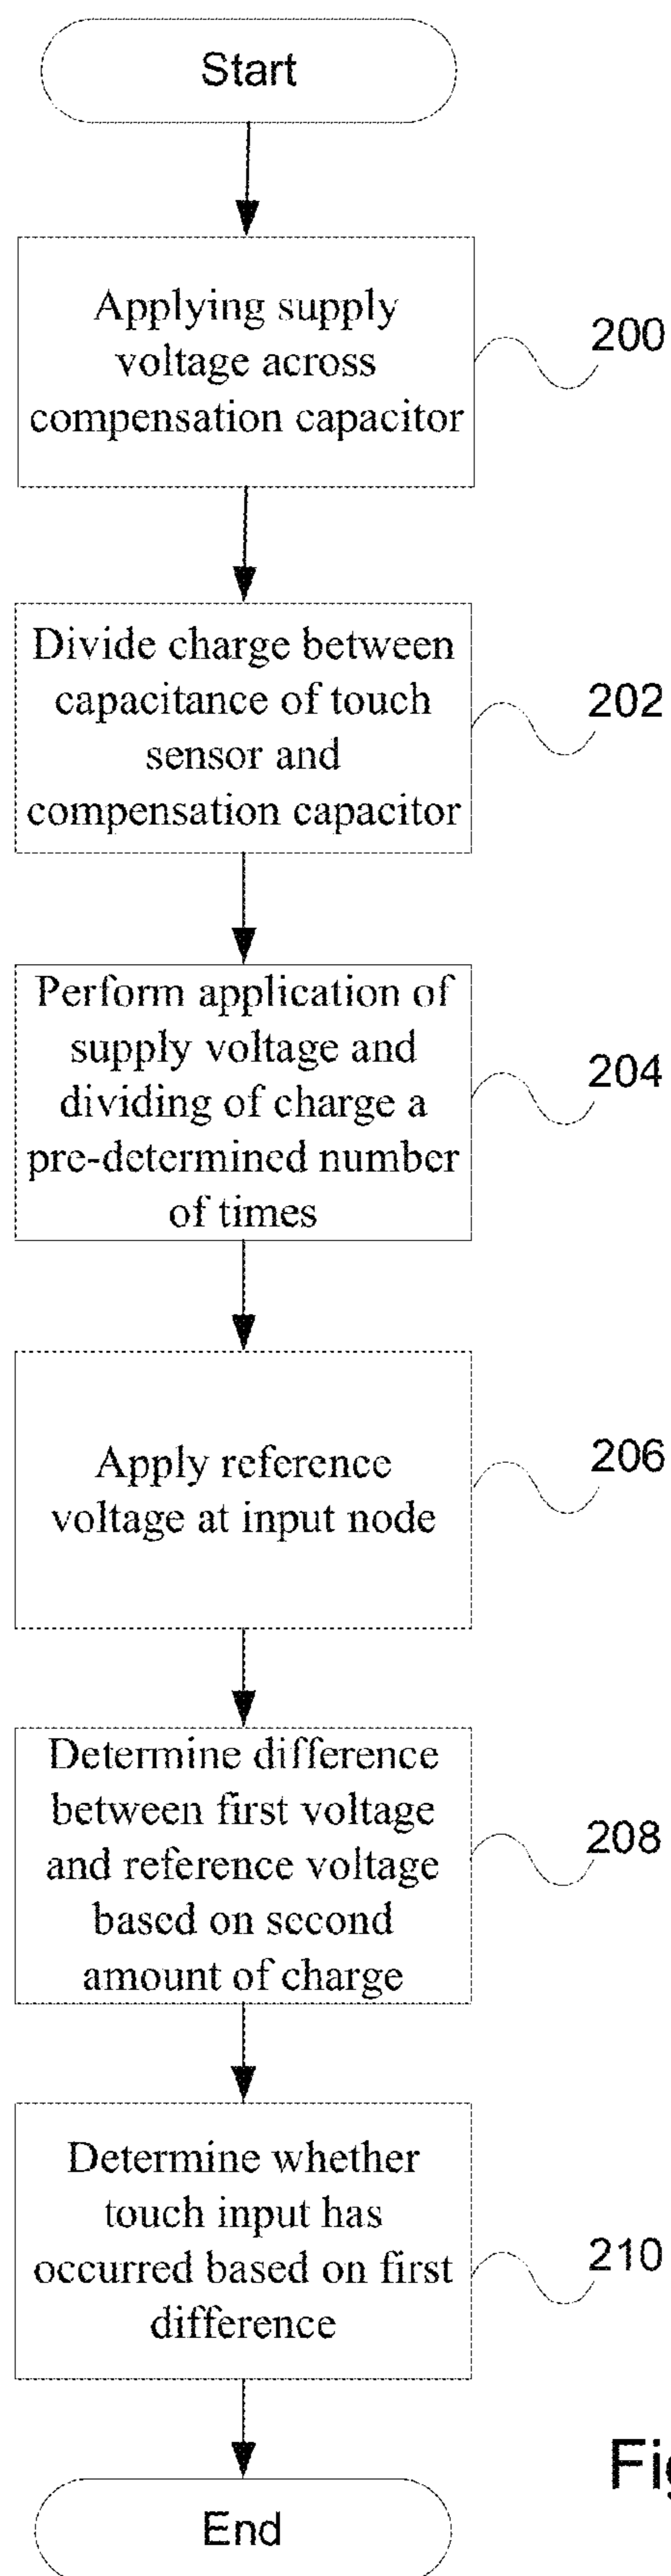 Start
Applying supply
voltage across
compensation capacitor
200
Divide charge between
capacitance of touch
sensor and
compensation capacitor
202
Perform application of
supply voltage and
dividing of charge a
pre-determined number
of times
204
Apply reference
voltage at input node
206
Determine difference
between first voltage
and reference voltage
based on second
amount of charge
208
Determine whether
touch input has
occurred based on first
difference
210
End